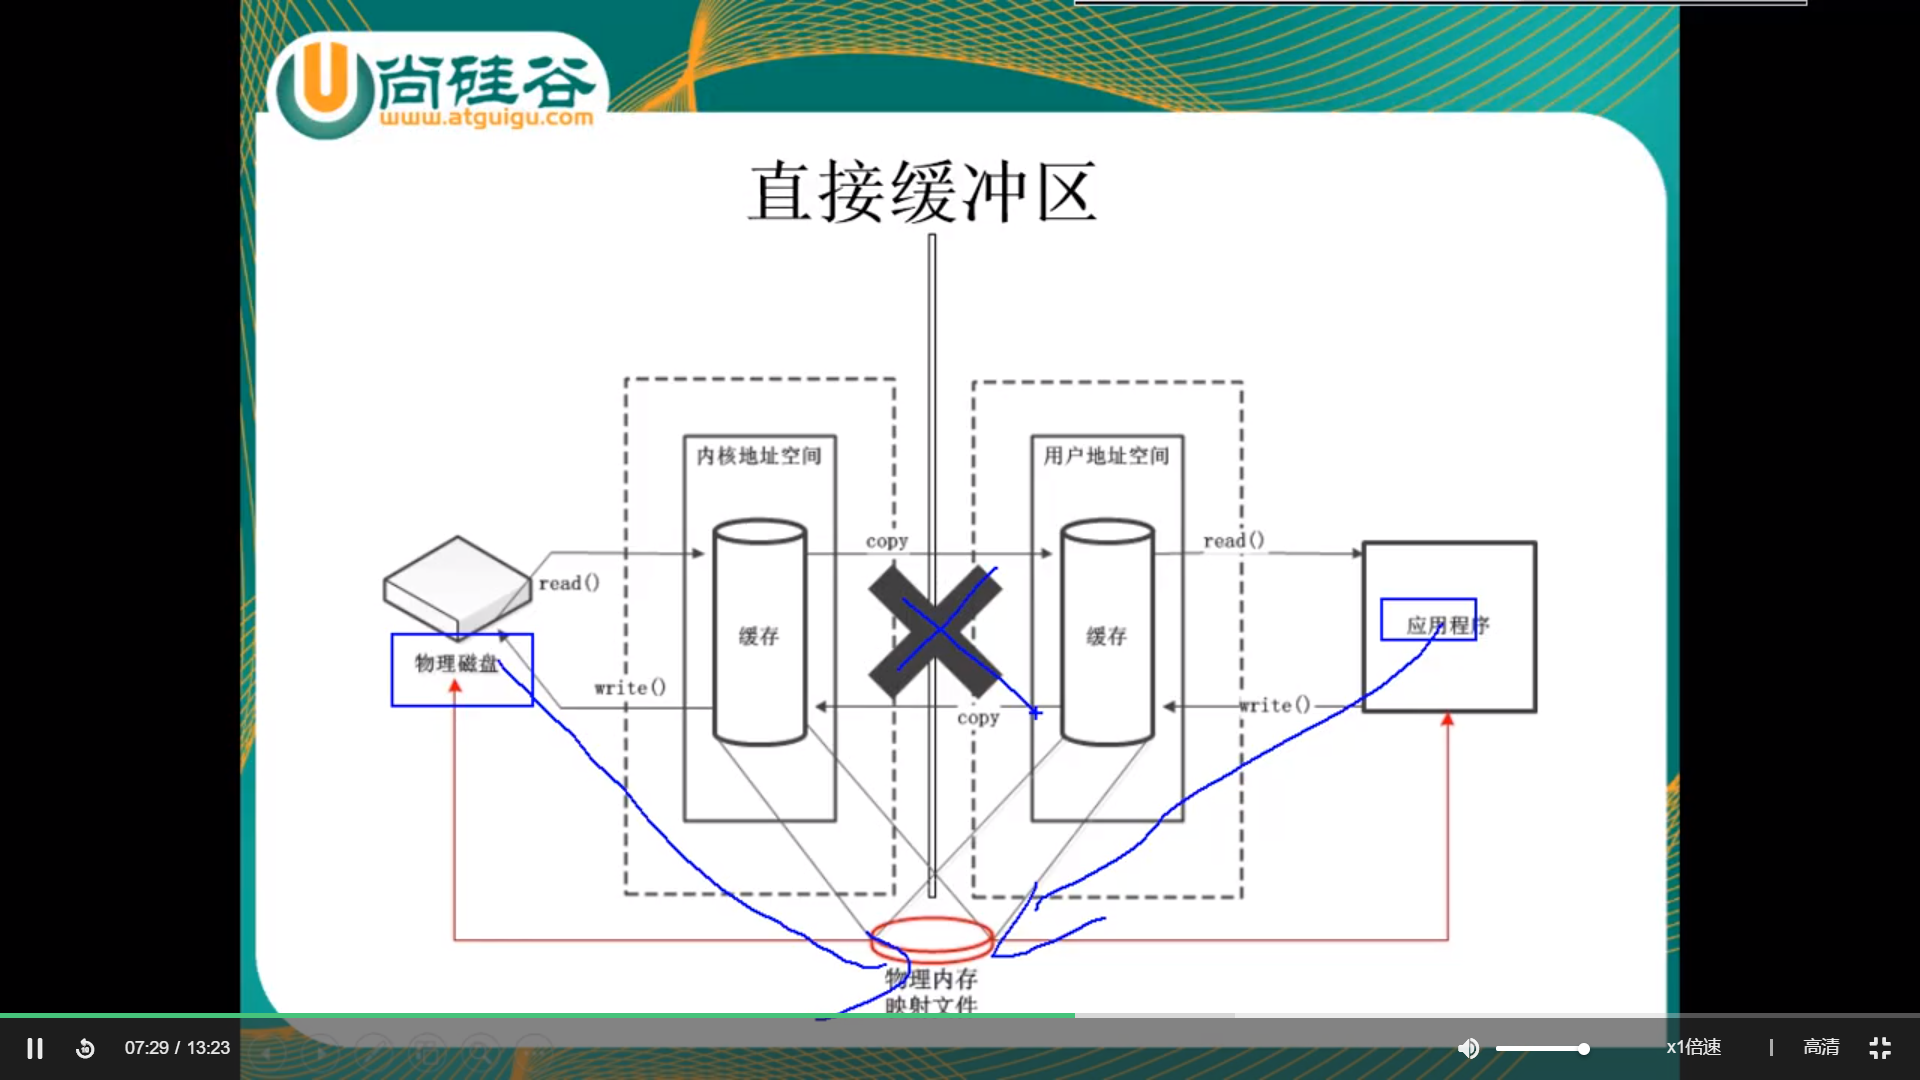 尚硅谷
www.atguigu.com
直接缓冲区
内核地址空间
用户地址空间
copy
read()
read()
缓存
缓存
应用程序
物理磁盘
write()
copy
write()
物理内存
映射文件
07:29 / 13:23
x1倍速
|
高清